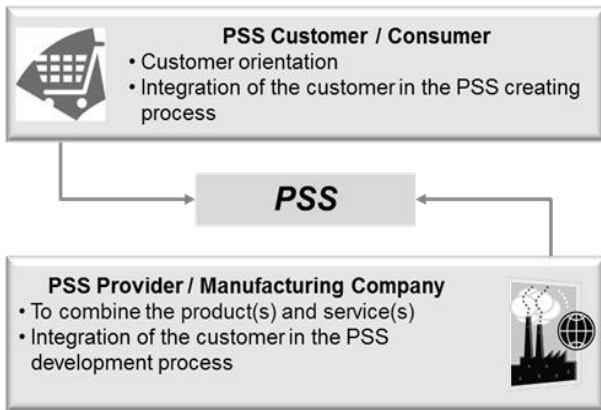 PSS Customer / Consumer
• Customer orientation
• Integration of the customer in the PSS creating
process
PSS
PSS Provider / Manufacturing Company
• To combine the product(s) and service(s)
• Integration of the customer in the PSS
development process